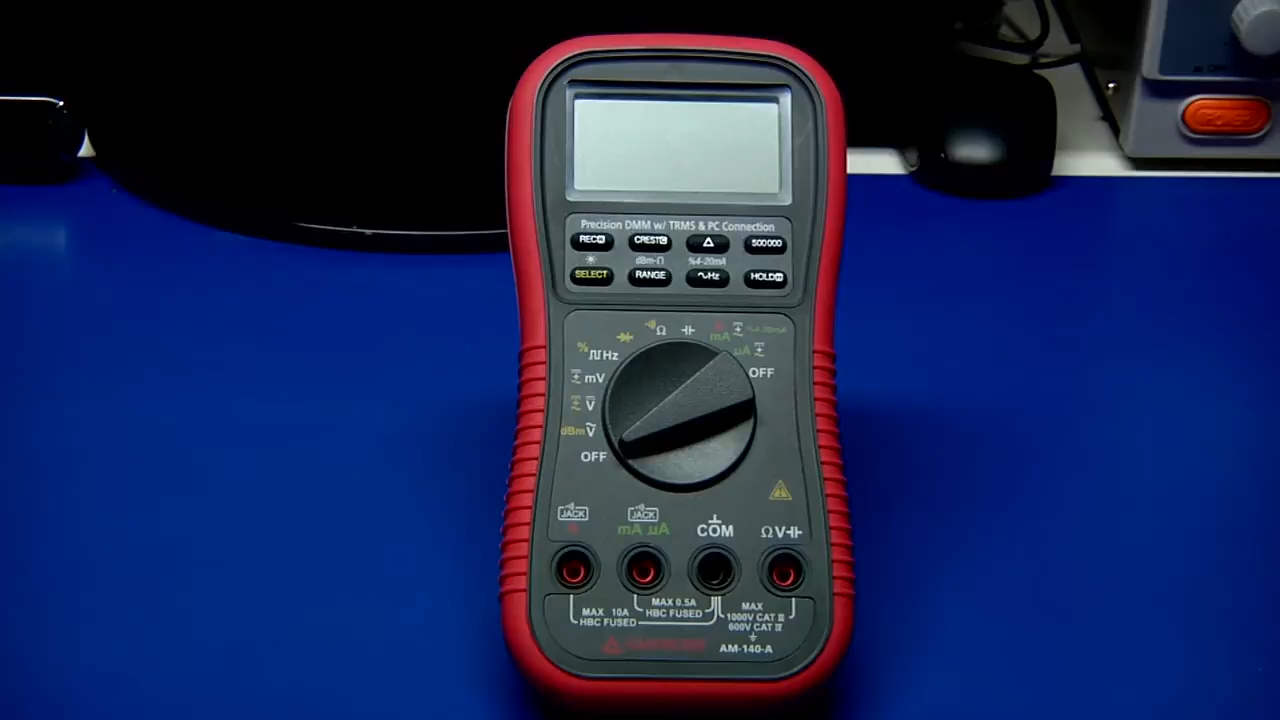 Precision DMM w/ TRMS & PC Connection
REC CREST Δ 500000
dBm-⊓ %4-20mA
SELECT RANGE ~Hz HOLD
Ω mA
% Hz µA
mV OFF
V
dBm V
OFF
JACK JACK
mA µA COM Ω V
MAX 10A
HBC FUSED
MAX 0.5A
HBC FUSED
MAX
1000V CAT III
600V CAT IV
AM-140-A